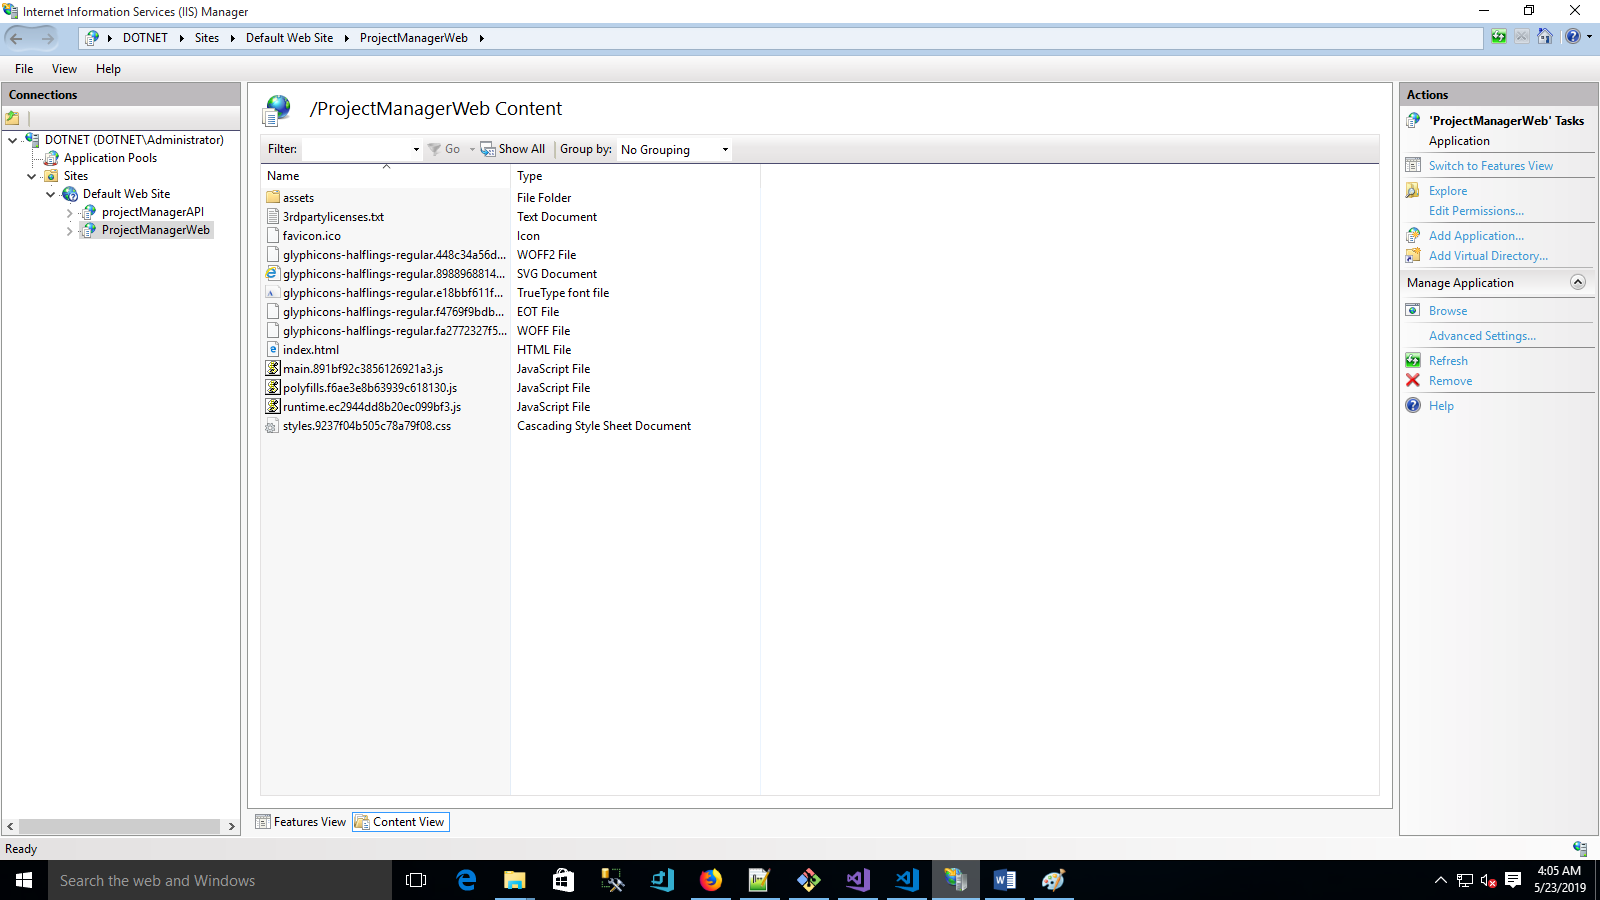 Internet Information Services (IIS) Manager
DOTNET Sites Default Web Site ProjectManagerWeb
File View Help
Connections
DOTNET (DOTNET\Administrator)
Application Pools
Sites
Default Web Site
projectManagerAPI
ProjectManagerWeb
/ProjectManagerWeb Content
Filter: Go Show All Group by: No Grouping
Name Type
assets File Folder
3rdpartylicenses.txt Text Document
favicon.ico Icon
glyphicons-halflings-regular.448c34a56d... WOFF2 File
glyphicons-halflings-regular.8988968814... SVG Document
glyphicons-halflings-regular.e18bbf611f... TrueType font file
glyphicons-halflings-regular.f4769f9bdb... EOT File
glyphicons-halflings-regular.fa2772327f5... WOFF File
index.html HTML File
main.891bf92c3856126921a3.js JavaScript File
polyfills.f6ae3e8b63939c618130.js JavaScript File
runtime.ec2944dd8b20ec099bf3.js JavaScript File
styles.9237f04b505c78a79f08.css Cascading Style Sheet Document
Features View Content View
Actions
'ProjectManagerWeb' Tasks
Application
Switch to Features View
Explore
Edit Permissions...
Add Application...
Add Virtual Directory...
Manage Application
Browse
Advanced Settings...
Refresh
Remove
Help
Ready
Search the web and Windows
4:05 AM
5/23/2019